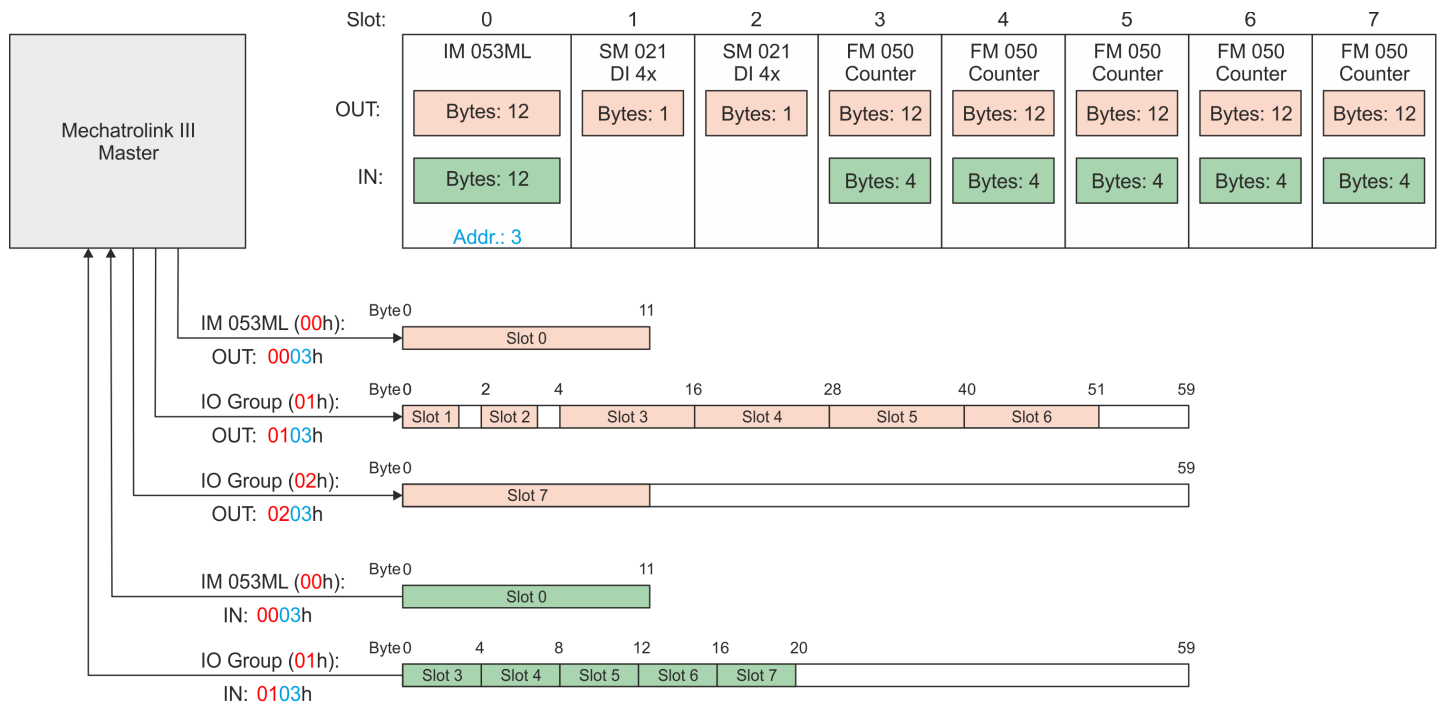 Slot: 0 1 2 3 4 5 6 7
Mechatrolink III
Master
IM 053ML
SM 021
DI 4x
SM 021
DI 4x
FM 050
Counter
FM 050
Counter
FM 050
Counter
FM 050
Counter
FM 050
Counter
OUT: Bytes: 12 Bytes: 1 Bytes: 1 Bytes: 12 Bytes: 12 Bytes: 12 Bytes: 12 Bytes: 12
IN: Bytes: 12 Bytes: 4 Bytes: 4 Bytes: 4 Bytes: 4 Bytes: 4
Addr.: 3
Byte 0 11
IM 053ML (00h):
Slot 0
OUT: 0003h
Byte 0 2 4 16 28 40 51 59
IO Group (01h):
Slot 1 Slot 2 Slot 3 Slot 4 Slot 5 Slot 6
OUT: 0103h
Byte 0 59
IO Group (02h):
Slot 7
OUT: 0203h
Byte 0 11
IM 053ML (00h):
Slot 0
IN: 0003h
Byte 0 4 8 12 16 20 59
IO Group (01h):
Slot 3 Slot 4 Slot 5 Slot 6 Slot 7
IN: 0103h